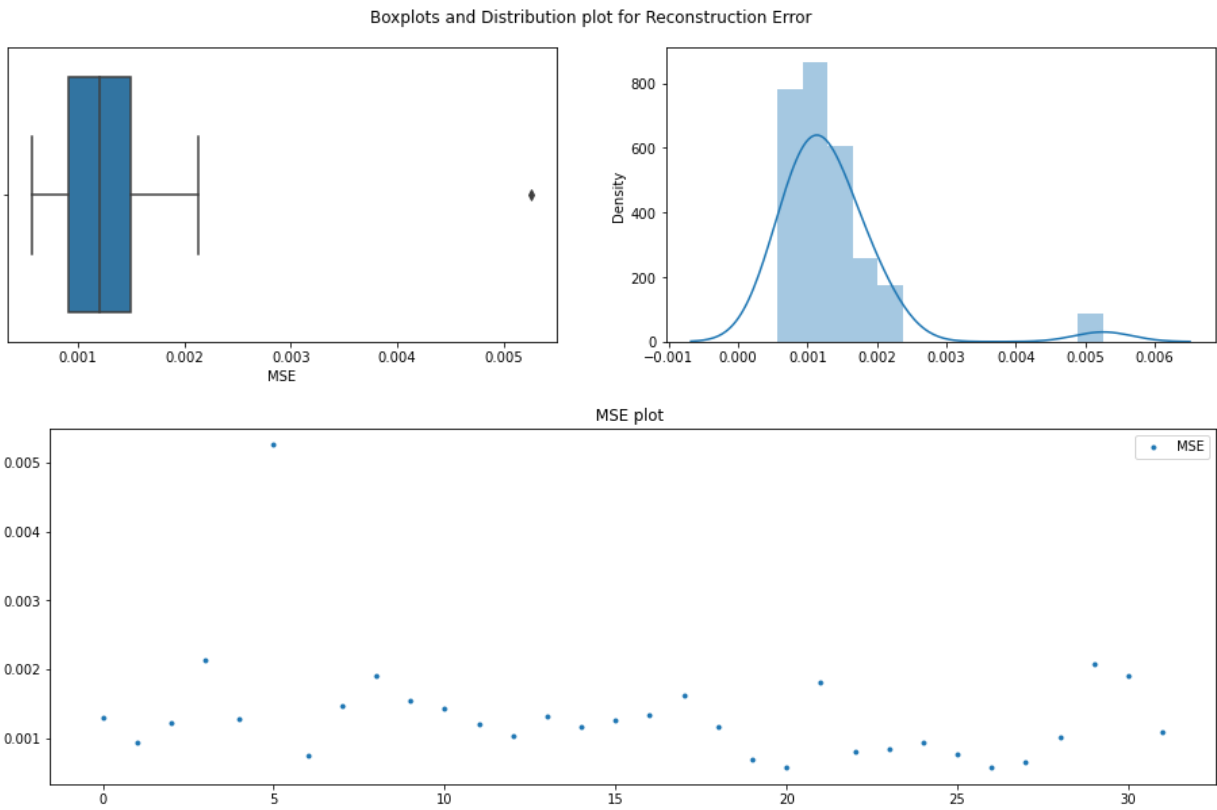 Boxplots and Distribution plot for Reconstruction Error
0.001 0.002 0.003 0.004 0.005
MSE
800
600
400
200
0
Density
−0.001 0.000 0.001 0.002 0.003 0.004 0.005 0.006
MSE plot
MSE
0.005
0.004
0.003
0.002
0.001
0 5 10 15 20 25 30